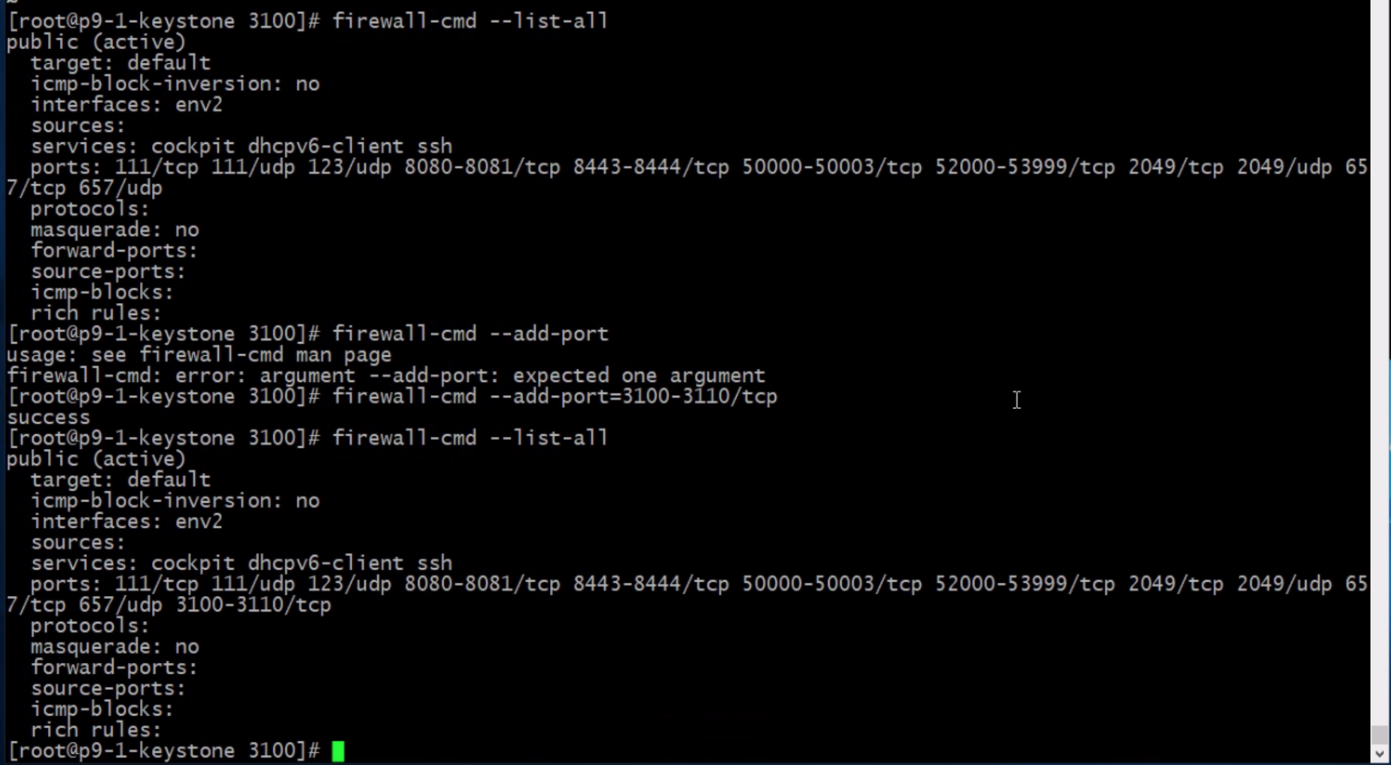 [root@p9-1-keystone 3100]# firewall-cmd --list-all
public (active)
  target: default
  icmp-block-inversion: no
  interfaces: env2
  sources:
  services: cockpit dhcpv6-client ssh
  ports: 111/tcp 111/udp 123/udp 8080-8081/tcp 8443-8444/tcp 50000-50003/tcp 52000-53999/tcp 2049/tcp 2049/udp 65
7/tcp 657/udp
  protocols:
  masquerade: no
  forward-ports:
  source-ports:
  icmp-blocks:
  rich rules:
[root@p9-1-keystone 3100]# firewall-cmd --add-port
usage: see firewall-cmd man page
firewall-cmd: error: argument --add-port: expected one argument
[root@p9-1-keystone 3100]# firewall-cmd --add-port=3100-3110/tcp
success
[root@p9-1-keystone 3100]# firewall-cmd --list-all
public (active)
  target: default
  icmp-block-inversion: no
  interfaces: env2
  sources:
  services: cockpit dhcpv6-client ssh
  ports: 111/tcp 111/udp 123/udp 8080-8081/tcp 8443-8444/tcp 50000-50003/tcp 52000-53999/tcp 2049/tcp 2049/udp 65
7/tcp 657/udp 3100-3110/tcp
  protocols:
  masquerade: no
  forward-ports:
  source-ports:
  icmp-blocks:
  rich rules:
[root@p9-1-keystone 3100]#